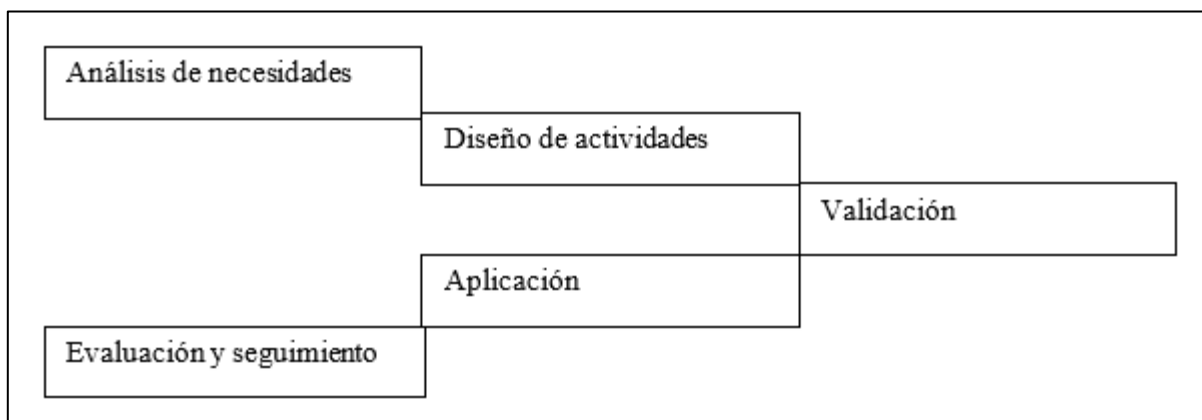 Análisis de necesidades
Diseño de actividades
Validación
Aplicación
Evaluación y seguimiento